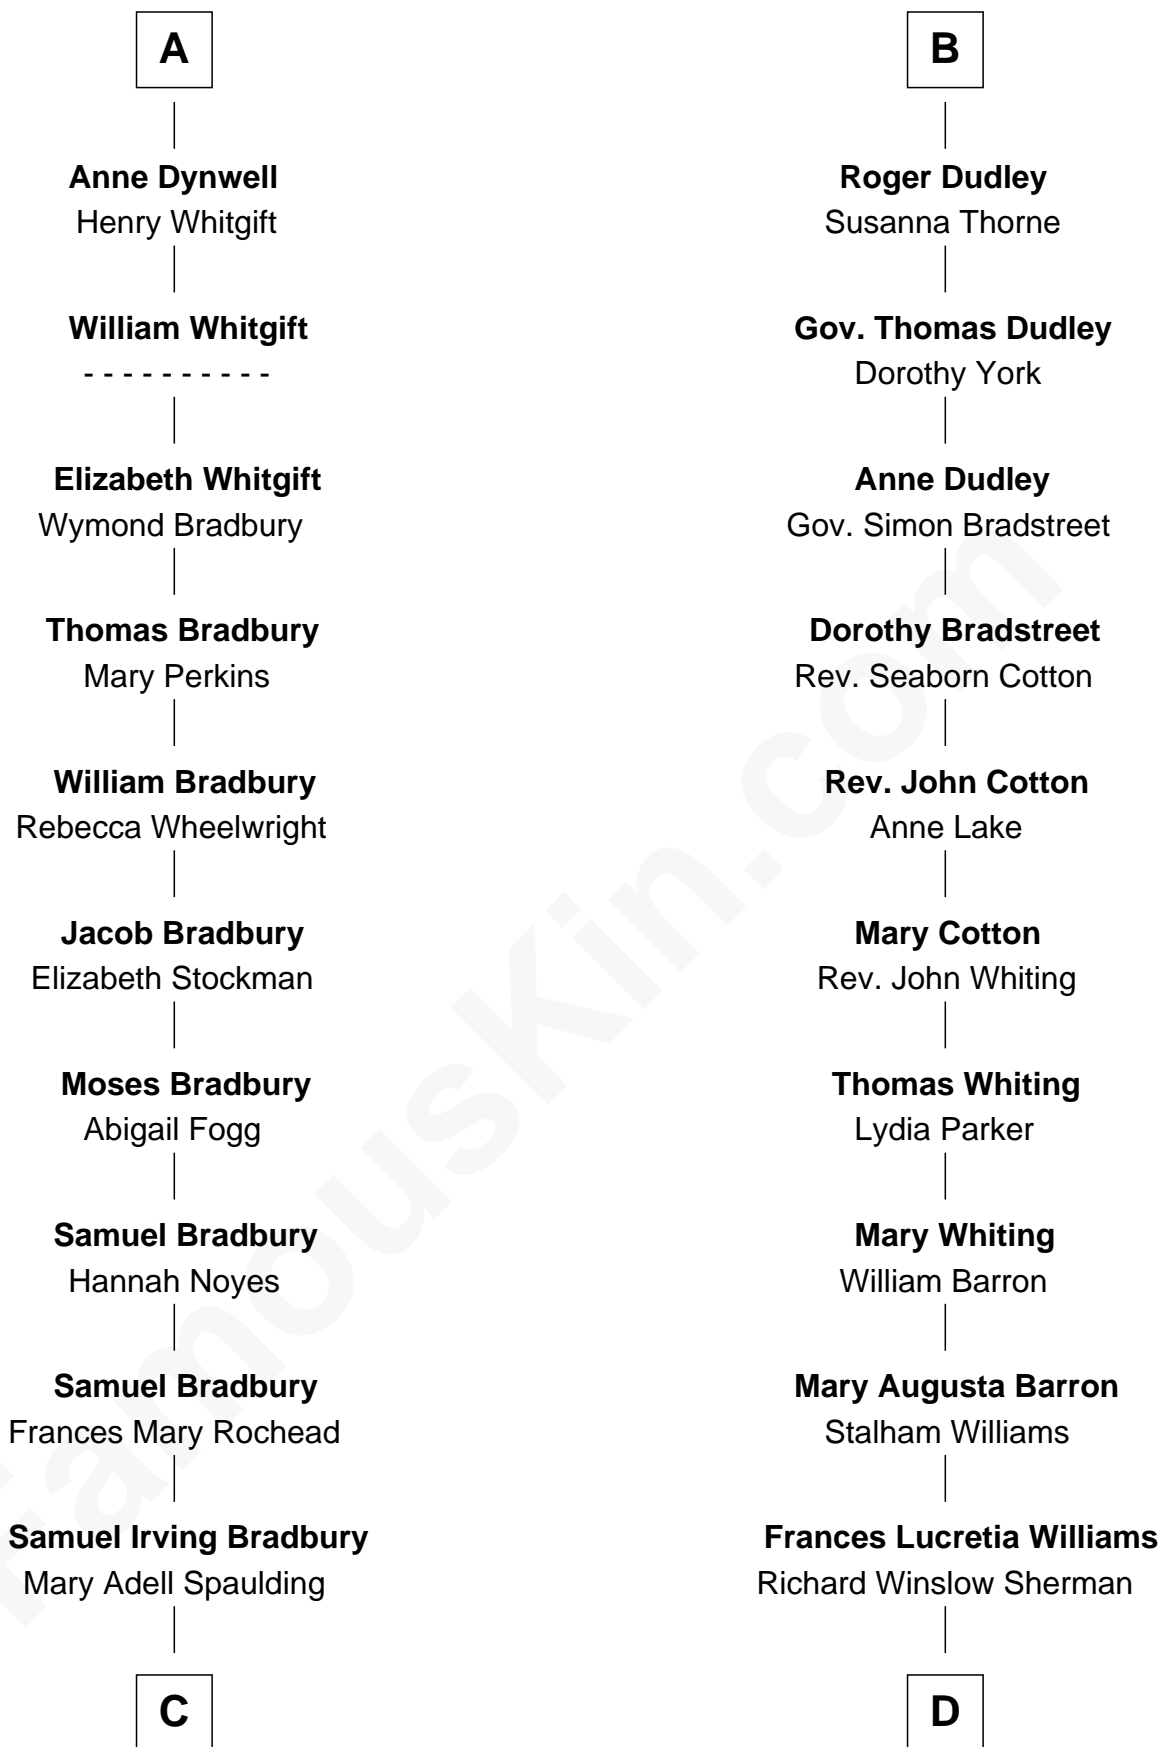 A
Anne Dynwell
Henry Whitgift
William Whitgift
- - - - - - - - - -
Elizabeth Whitgift
Wymond Bradbury
Thomas Bradbury
Mary Perkins
William Bradbury
Rebecca Wheelwright
Jacob Bradbury
Elizabeth Stockman
Moses Bradbury
Abigail Fogg
Samuel Bradbury
Hannah Noyes
Samuel Bradbury
Frances Mary Rochead
Samuel Irving Bradbury
Mary Adell Spaulding
C
B
Roger Dudley
Susanna Thorne
Gov. Thomas Dudley
Dorothy York
Anne Dudley
Gov. Simon Bradstreet
Dorothy Bradstreet
Rev. Seaborn Cotton
Rev. John Cotton
Anne Lake
Mary Cotton
Rev. John Whiting
Thomas Whiting
Lydia Parker
Mary Whiting
William Barron
Mary Augusta Barron
Stalham Williams
Frances Lucretia Williams
Richard Winslow Sherman
D
FamousKin.com